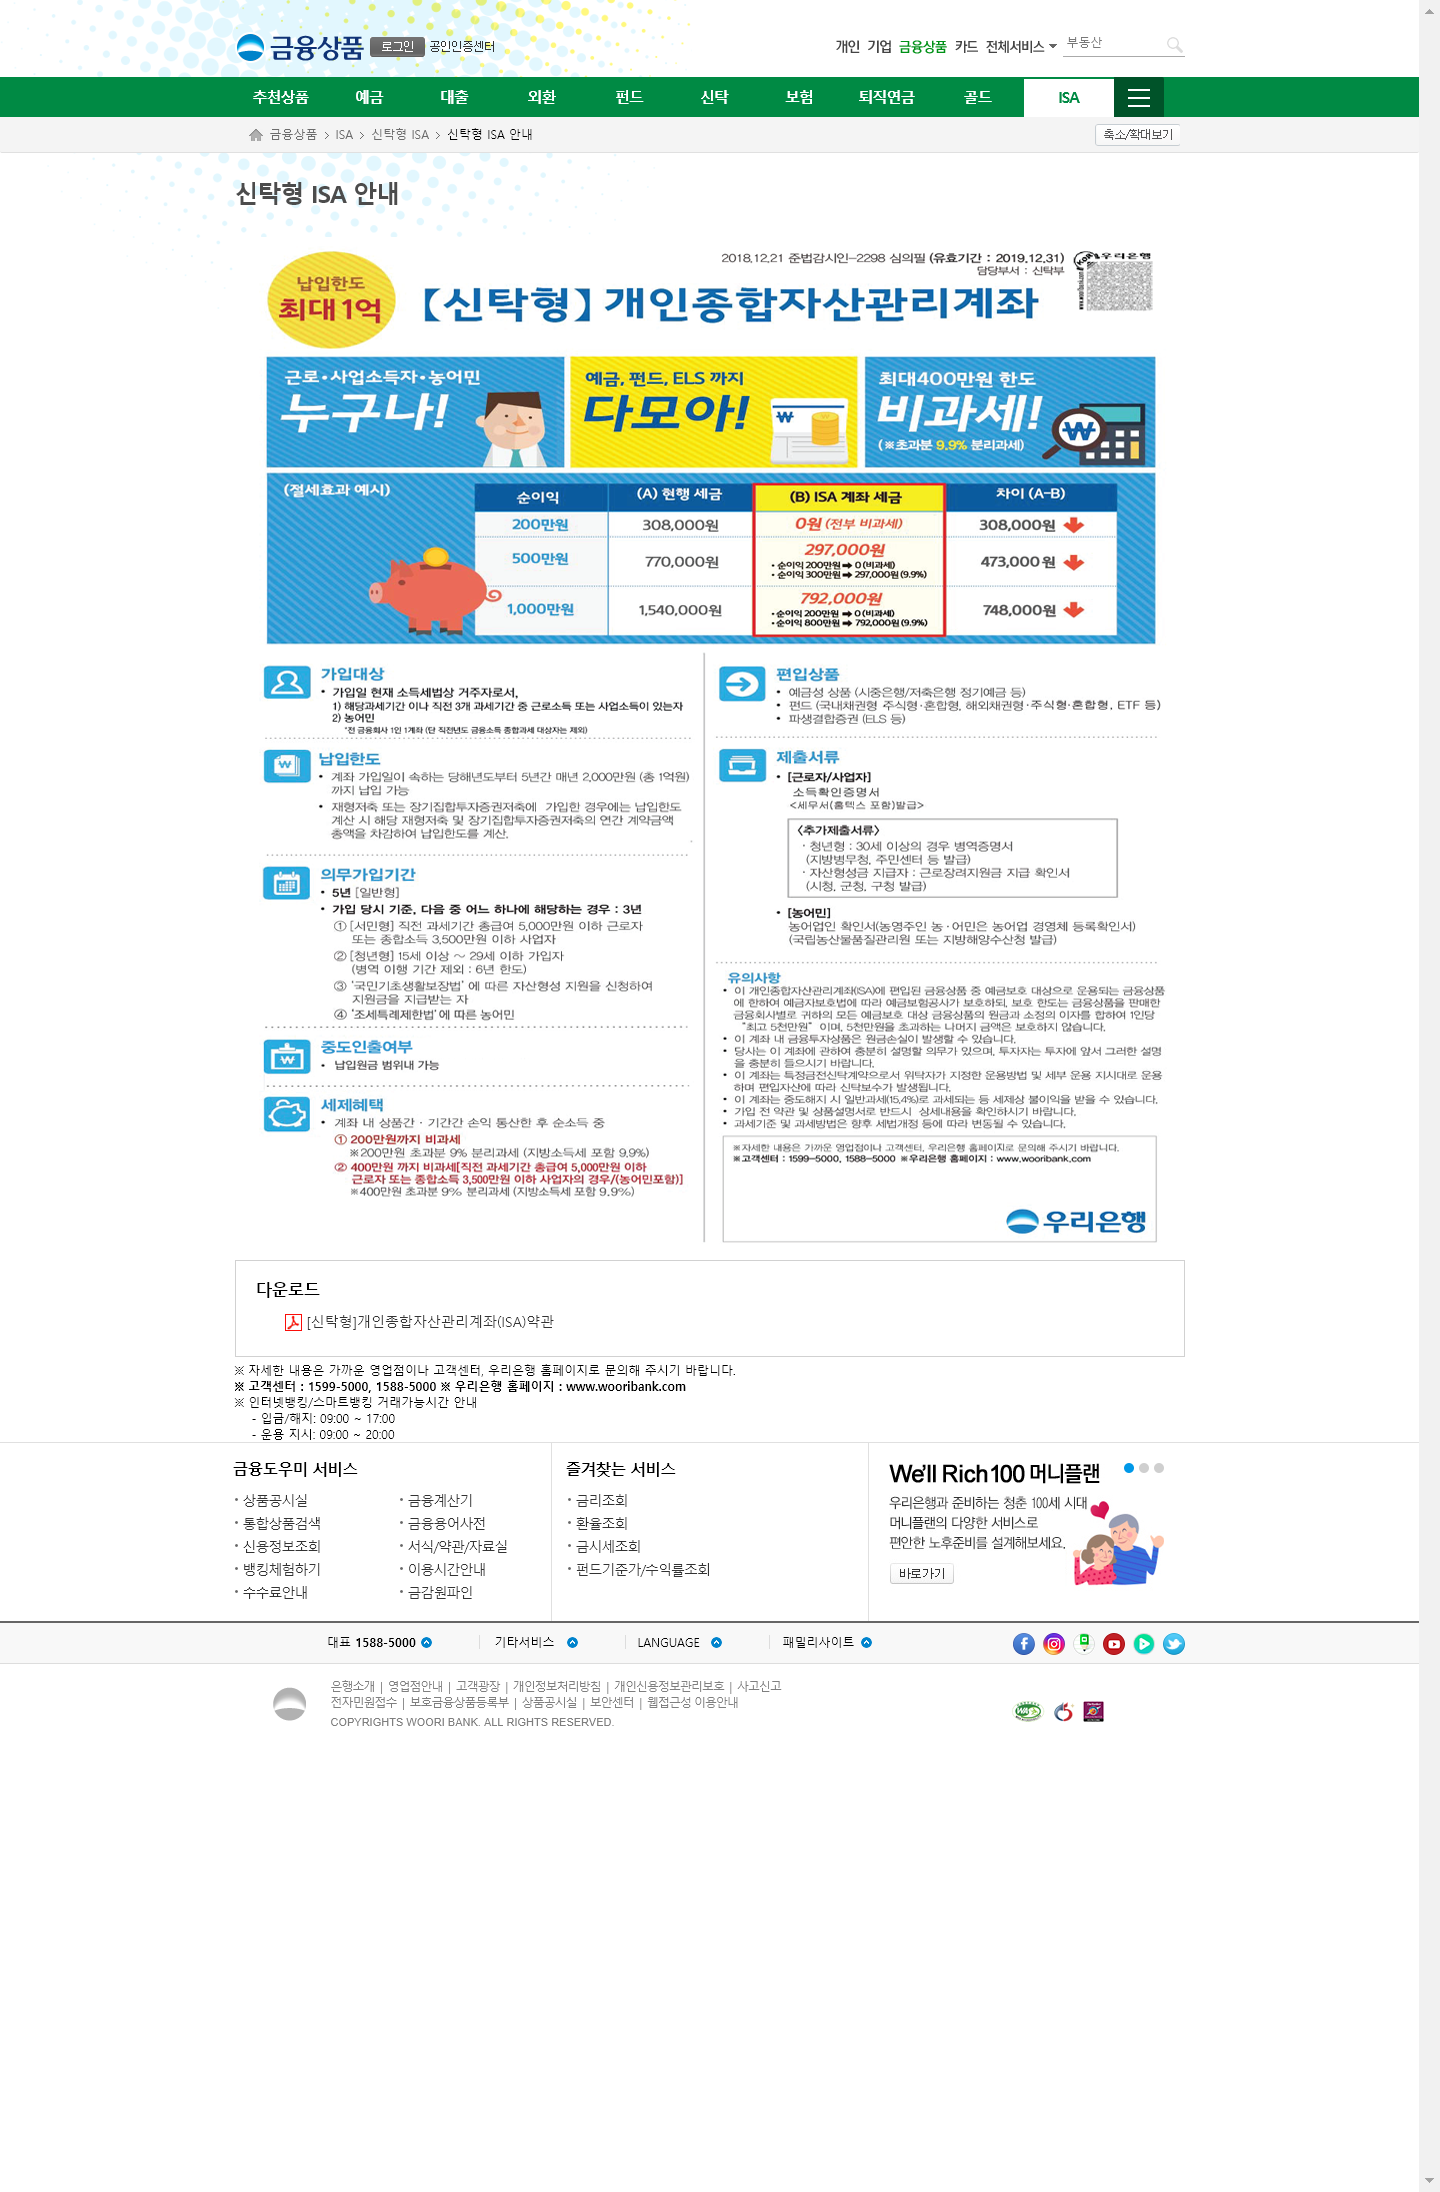 금융상품 로그인 공인인증센터
개인 기업 금융상품 카드 전체서비스 부동산
추천상품 예금 대출 외환 펀드 신탁 보험 퇴직연금 골드 ISA
금융상품 > ISA > 신탁형 ISA > 신탁형 ISA 안내
축소/확대보기
신탁형 ISA 안내
2018.12.21 준법감시인-2298 심의필 (유효기간 : 2019.12.31)
담당부서 : 신탁부
우리은행
납입한도
최대 1억
【신탁형】 개인종합자산관리계좌
근로•사업소득자•농어민
누구나!
예금, 펀드, ELS 까지
다모아!
최대400만원 한도
비과세!
(※초과분 9.9% 분리과세)
(절세효과 예시)
순이익 (A) 현행 세금 (B) ISA 계좌 세금 차이 (A-B)
200만원 308,000원 0원 (전부 비과세) 308,000원
500만원 770,000원 297,000원 473,000원
• 순이익 200만원 ➡ 0 (비과세)
• 순이익 300만원 ➡ 297,000원 (9.9%)
1,000만원 1,540,000원 792,000원 748,000원
• 순이익 200만원 ➡ 0 (비과세)
• 순이익 800만원 ➡ 792,000원 (9.9%)
가입대상
• 가입일 현재 소득세법상 거주자로서,
1) 해당과세기간 이나 직전 3개 과세기간 중 근로소득 또는 사업소득이 있는자
2) 농어민
*전 금융회사 1인 1계좌 (단 직전년도 금융소득 종합과세 대상자는 제외)
납입한도
• 계좌 가입일이 속하는 당해년도부터 5년간 매년 2,000만원 (총 1억원)
까지 납입 가능
• 재형저축 또는 장기집합투자증권저축에 가입한 경우에는 납입한도
계산 시 해당 재형저축 및 장기집합투자증권저축의 연간 계약금액
총액을 차감하여 납입한도를 계산.
의무가입기간
• 5년 [일반형]
• 가입 당시 기준, 다음 중 어느 하나에 해당하는 경우 : 3년
① [서민형] 직전 과세기간 총급여 5,000만원 이하 근로자
또는 종합소득 3,500만원 이하 사업자
② [청년형] 15세 이상 ~ 29세 이하 가입자
(병역 이행 기간 제외 : 6년 한도)
③ '국민기초생활보장법' 에 따른 자산형성 지원을 신청하여
지원금을 지급받는 자
④ '조세특례제한법'에 따른 농어민
중도인출여부
• 납입원금 범위내 가능
세제혜택
• 계좌 내 상품간 · 기간간 손익 통산한 후 순소득 중
① 200만원까지 비과세
※200만원 초과분 9% 분리과세 (지방소득세 포함 9.9%)
② 400만원 까지 비과세[직전 과세기간 총급여 5,000만원 이하
근로자 또는 종합소득 3,500만원 이하 사업자의 경우/(농어민포함)]
※400만원 초과분 9% 분리과세 (지방소득세 포함 9.9%)
편입상품
• 예금성 상품 (시중은행/저축은행 정기예금 등)
• 펀드 (국내채권형·주식형·혼합형, 해외채권형·주식형·혼합형, ETF 등)
• 파생결합증권 (ELS 등)
제출서류
• [근로자/사업자]
소득확인증명서
<세무서(홈텍스 포함)발급>
<추가제출서류>
· 청년형 : 30세 이상의 경우 병역증명서
(지방병무청, 주민센터 등 발급)
· 자산형성금 지급자 : 근로장려지원금 지급 확인서
(시청, 군청, 구청 발급)
• [농어민]
농어업인 확인서(농영주인 농·어민은 농어업 경영체 등록확인서)
(국립농산물품질관리원 또는 지방해양수산청 발급)
유의사항
• 이 개인종합자산관리계좌(ISA)에 편입된 금융상품 중 예금보호 대상으로 운용되는 금융상품
에 한하여 예금자보호법에 따라 예금보험공사가 보호하되, 보호 한도는 금융상품을 판매한
금융회사별로 귀하의 모든 예금보호 대상 금융상품의 원금과 소정의 이자를 합하여 1인당
“최고 5천만원” 이며, 5천만원을 초과하는 나머지 금액은 보호하지 않습니다.
• 이 계좌 내 금융투자상품은 원금손실이 발생할 수 있습니다.
• 당사는 이 계좌에 관하여 충분히 설명할 의무가 있으며, 투자자는 투자에 앞서 그러한 설명
을 충분히 들으시기 바랍니다.
• 이 계좌는 특정금전신탁계약으로서 위탁자가 지정한 운용방법 및 세부 운용 지시대로 운용
하며 편입자산에 따라 신탁보수가 발생됩니다.
• 이 계좌는 중도해지 시 일반과세(15.4%)로 과세되는 등 세제상 불이익을 받을 수 있습니다.
• 가입 전 약관 및 상품설명서로 반드시 상세내용을 확인하시기 바랍니다.
• 과세기준 및 과세방법은 향후 세법개정 등에 따라 변동될 수 있습니다.
※자세한 내용은 가까운 영업점이나 고객센터, 우리은행 홈페이지로 문의해 주시기 바랍니다.
※고객센터 : 1599-5000, 1588-5000 ※우리은행 홈페이지 : www.wooribank.com
우리은행
다운로드
[신탁형]개인종합자산관리계좌(ISA)약관
※ 자세한 내용은 가까운 영업점이나 고객센터, 우리은행 홈페이지로 문의해 주시기 바랍니다.
※ 고객센터 : 1599-5000, 1588-5000 ※ 우리은행 홈페이지 : www.wooribank.com
※ 인터넷뱅킹/스마트뱅킹 거래가능시간 안내
- 입금/해지: 09:00 ~ 17:00
- 운용 지시: 09:00 ~ 20:00
금융도우미 서비스
상품공시실 금융계산기
통합상품검색 금융용어사전
신용정보조회 서식/약관/자료실
뱅킹체험하기 이용시간안내
수수료안내 금감원파인
즐겨찾는 서비스
금리조회
환율조회
금시세조회
펀드기준가/수익률조회
We'll Rich100 머니플랜
우리은행과 준비하는 청춘 100세 시대
머니플랜의 다양한 서비스로
편안한 노후준비를 설계해보세요.
바로가기
대표 1588-5000 기타서비스 LANGUAGE 패밀리사이트
은행소개 | 영업점안내 | 고객광장 | 개인정보처리방침 | 개인신용정보관리보호 | 사고신고
전자민원접수 | 보호금융상품등록부 | 상품공시실 | 보안센터 | 웹접근성 이용안내
COPYRIGHTS WOORI BANK. ALL RIGHTS RESERVED.